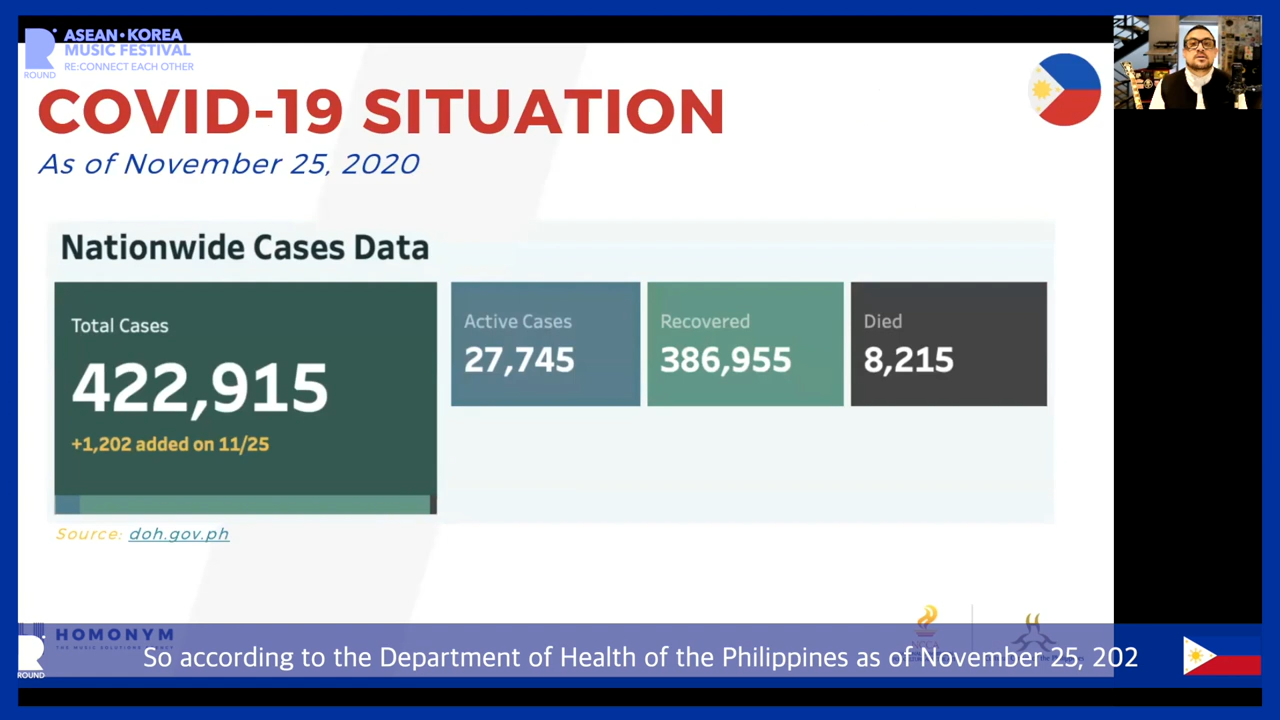 ASEAN•KOREA
MUSIC FESTIVAL
RE:CONNECT EACH OTHER
ROUND
COVID-19 SITUATION
As of November 25, 2020
Nationwide Cases Data
Total Cases
422,915
+1,202 added on 11/25
Active Cases
27,745
Recovered
386,955
Died
8,215
Source: doh.gov.ph
HOMONYM
So according to the Department of Health of the Philippines as of November 25, 202
ROUND